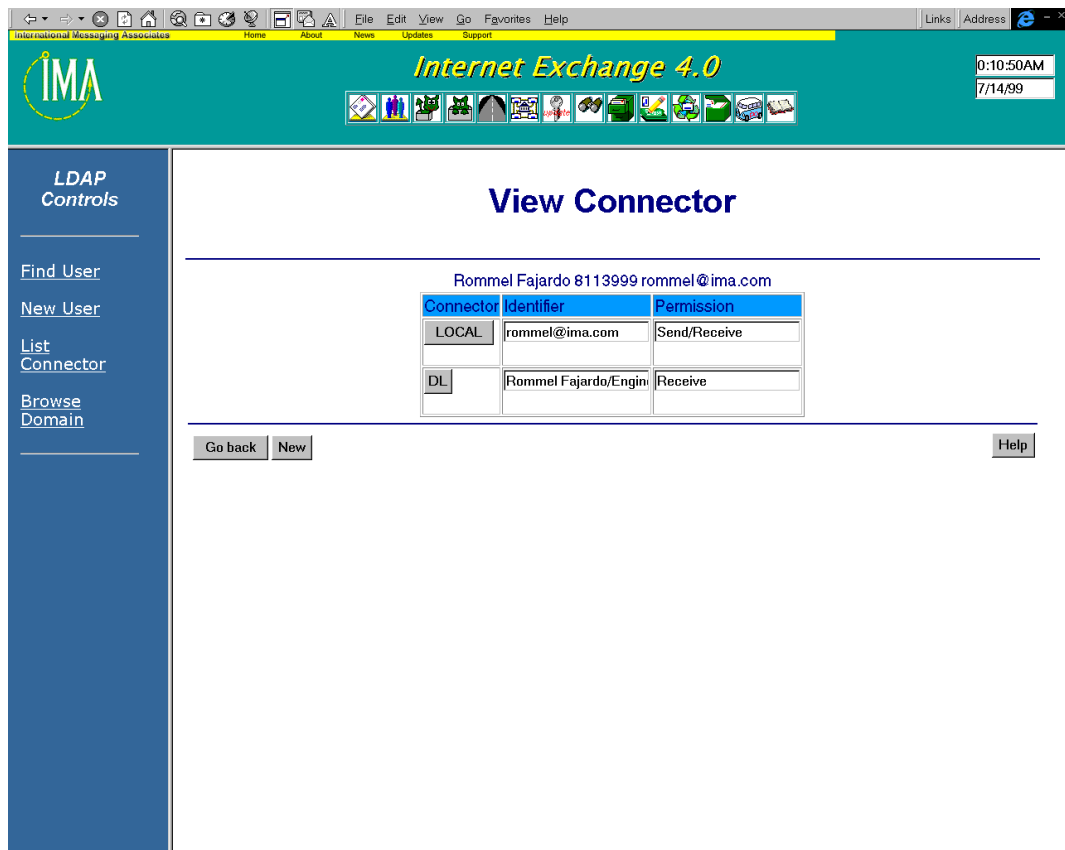 File Edit View Go Favorites Help Links Address
International Messaging Associates Home About News Updates Support
IMA
Internet Exchange 4.0
0:10:50AM
7/14/99
update
LDAP
Controls
Find User
New User
List
Connector
Browse
Domain
View Connector
Rommel Fajardo 8113999 rommel@ima.com
Connector Identifier Permission
LOCAL rommel@ima.com Send/Receive
DL Rommel Fajardo/Engin Receive
Go back New Help